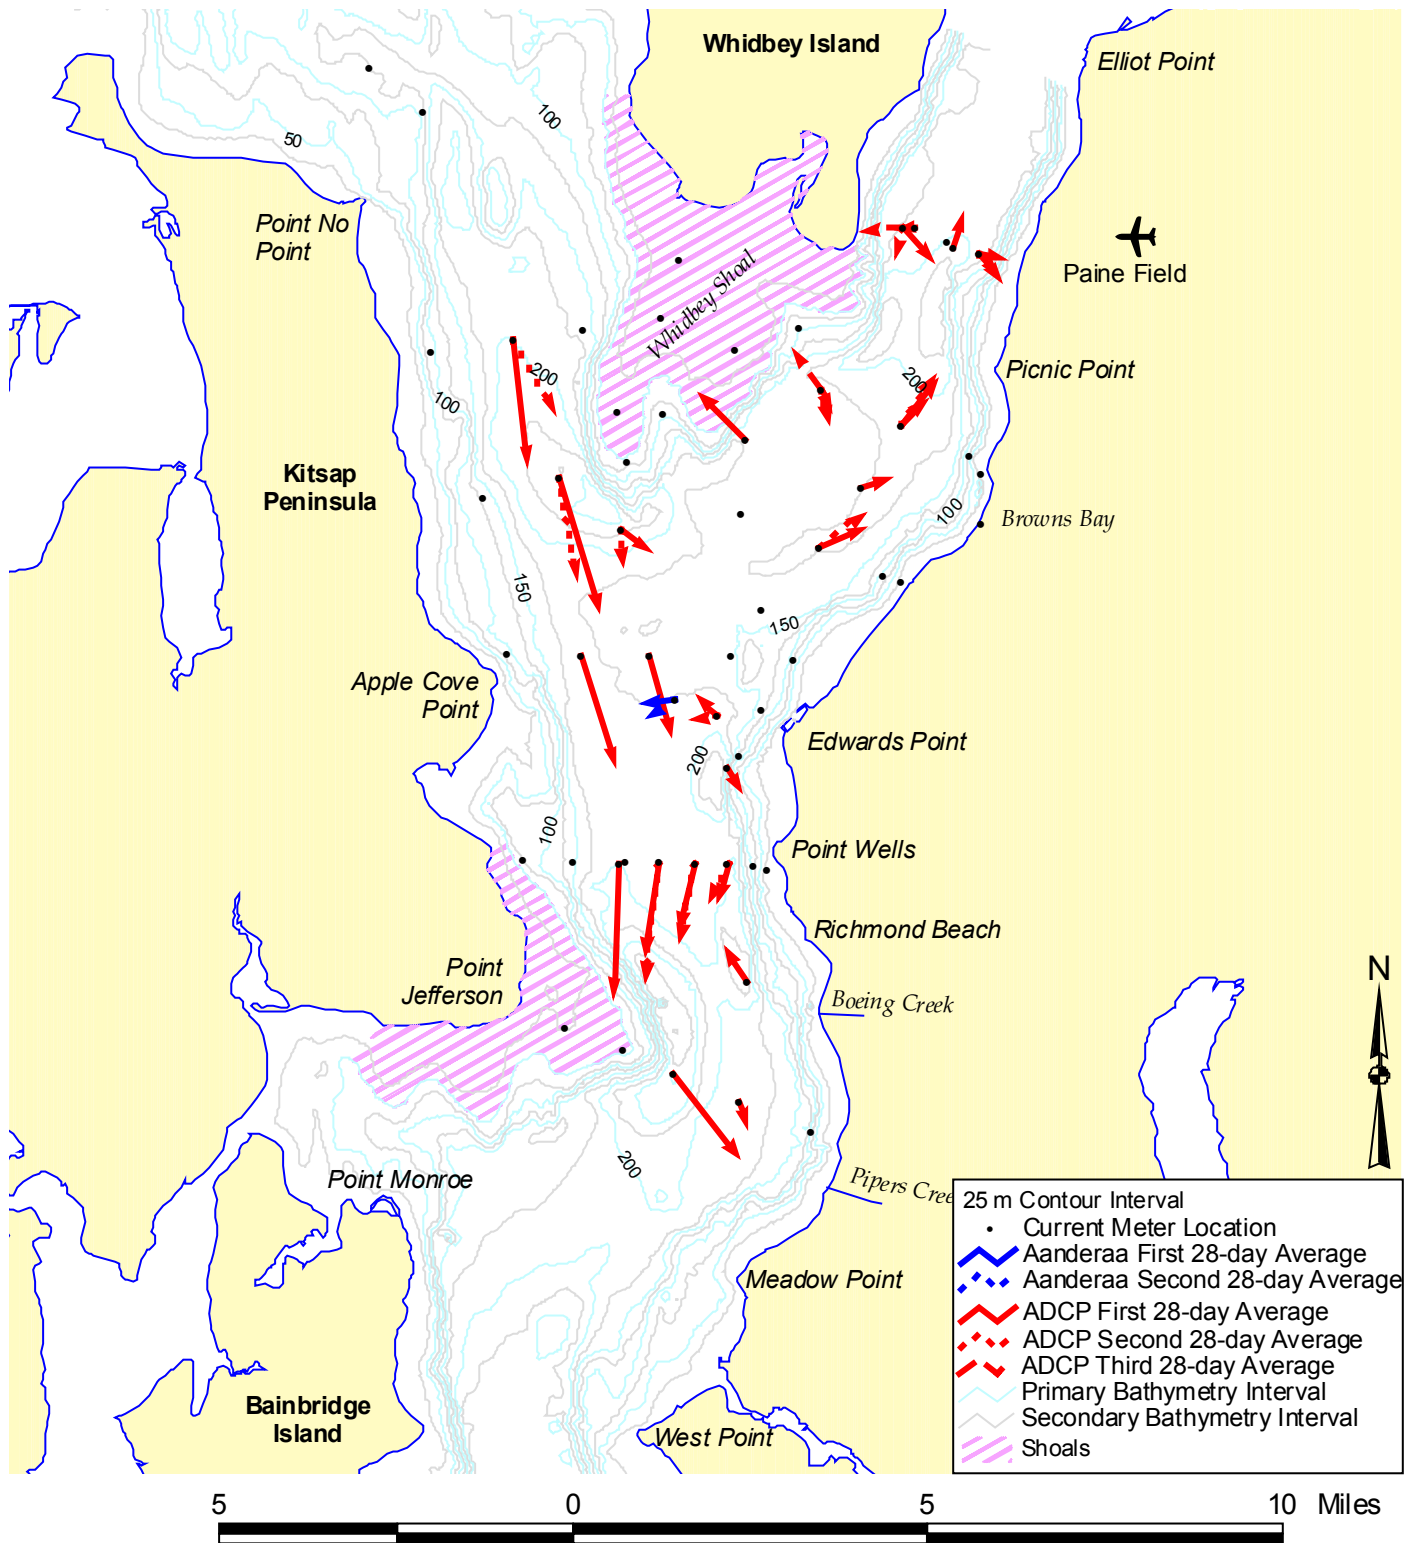 Whidbey Island
Elliot Point
100
50
Point No
Point
Paine Field
Whidbey Shoal
200
200
Picnic Point
100
Kitsap
Peninsula
100
Browns Bay
150
150
Apple Cove
Point
Edwards Point
200
100
Point Wells
Richmond Beach
Point
Jefferson
N
Boeing Creek
200
Point Monroe
Pipers Cree
25 m Contour Interval
Current Meter Location
Aanderaa First 28-day Average
Aanderaa Second 28-day Average
ADCP First 28-day Average
ADCP Second 28-day Average
ADCP Third 28-day Average
Primary Bathymetry Interval
Secondary Bathymetry Interval
Shoals
Meadow Point
Bainbridge
Island
West Point
5 0 5 10 Miles